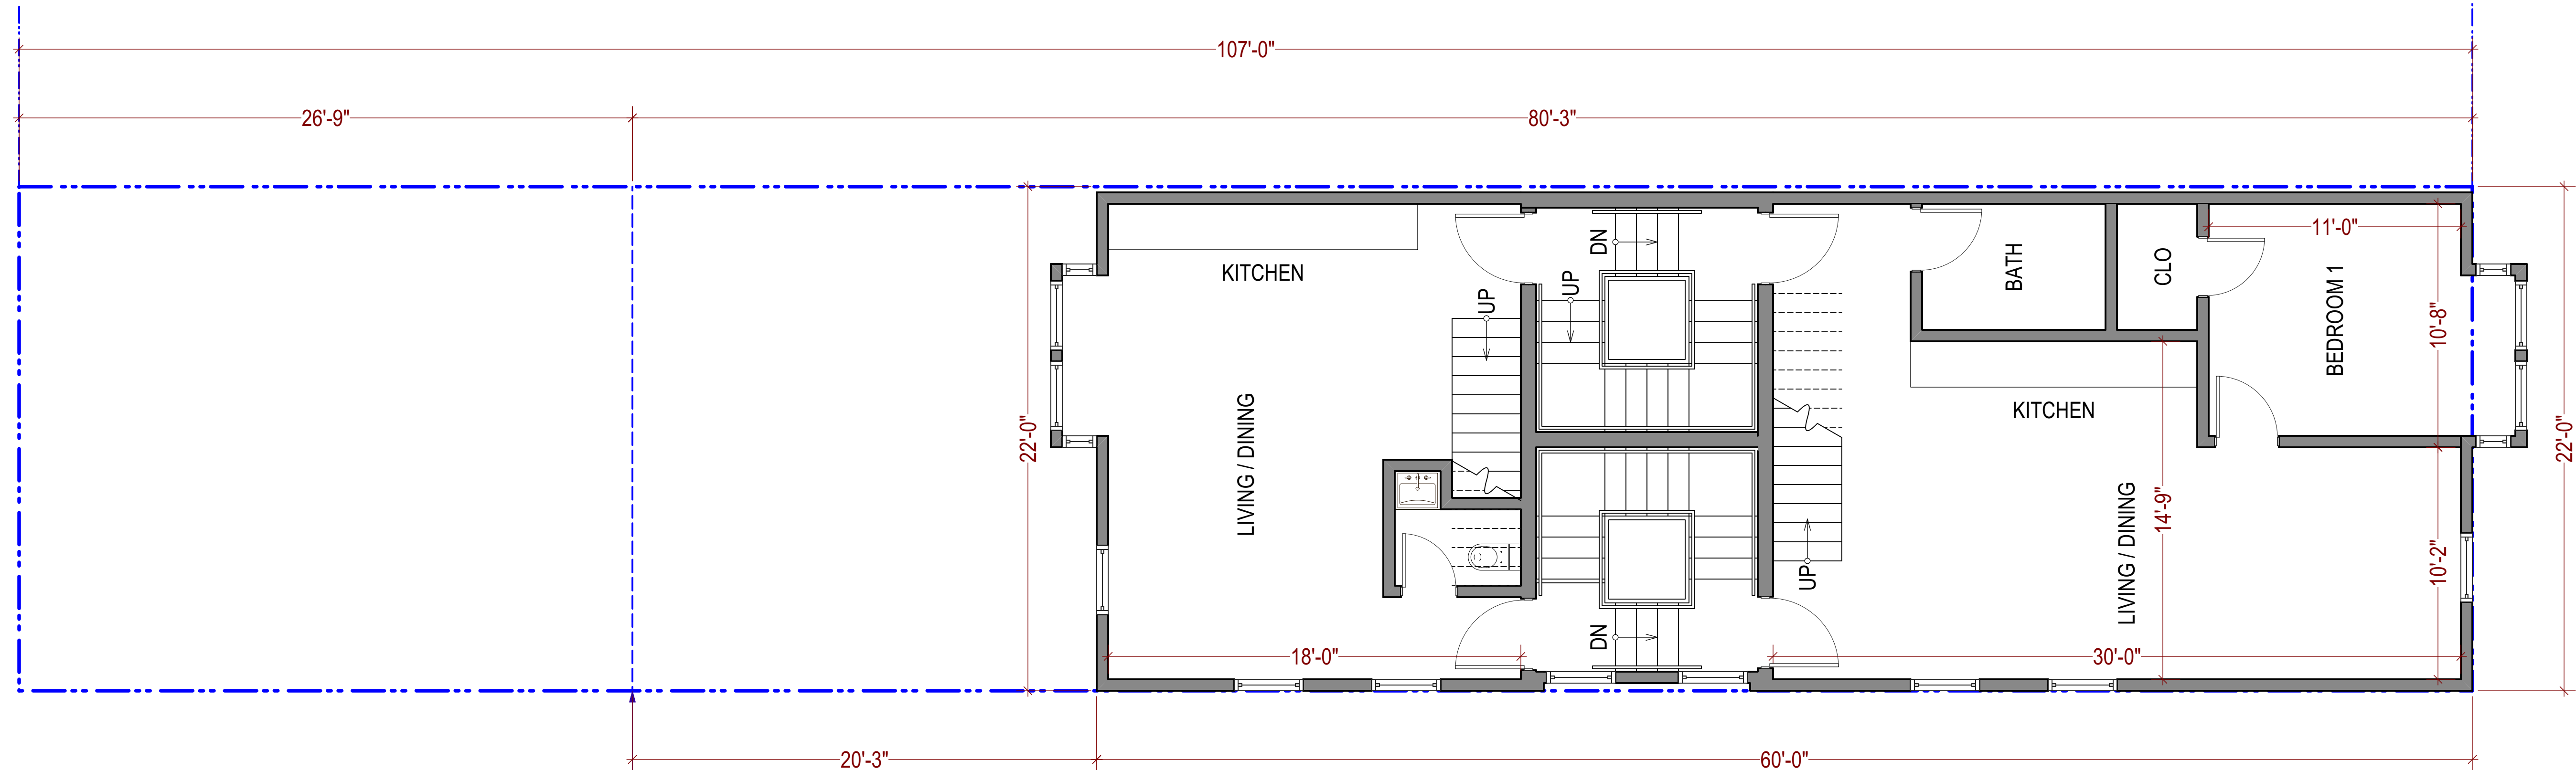 107'-0"
26'-9"
80'-3"
22'-0"
KITCHEN
LIVING / DINING
UP
18'-0"
DN
UP
DN
UP
BATH
CLO
BEDROOM 1
11'-0"
10'-8"
KITCHEN
LIVING / DINING
14'-9"
10'-2"
30'-0"
22'-0"
20'-3"
60'-0"